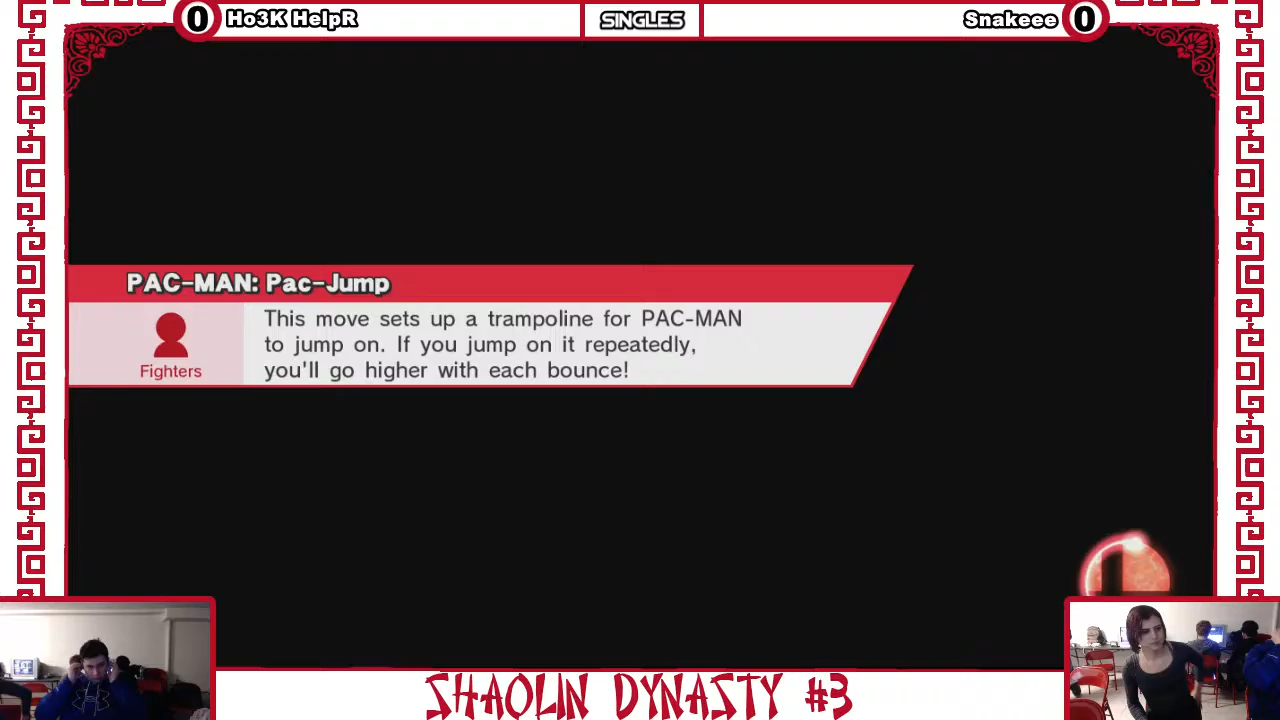 0 Ho3K HelpR SINGLES Snakeee 0
PAC-MAN: Pac-Jump
This move sets up a trampoline for PAC-MAN
to jump on. If you jump on it repeatedly,
you'll go higher with each bounce!
Fighters
SHAOLIN DYNASTY #3